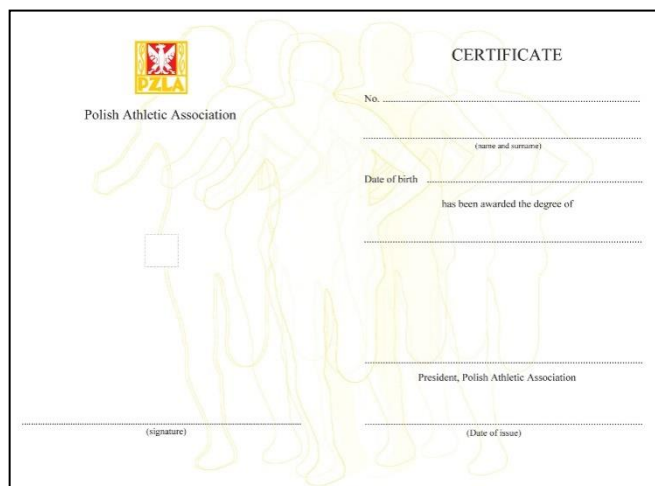 PZLA
Polish Athletic Association
(signature)
CERTIFICATE
No.
(name and surname)
Date of birth
has been awarded the degree of
President, Polish Athletic Association
(Date of issue)